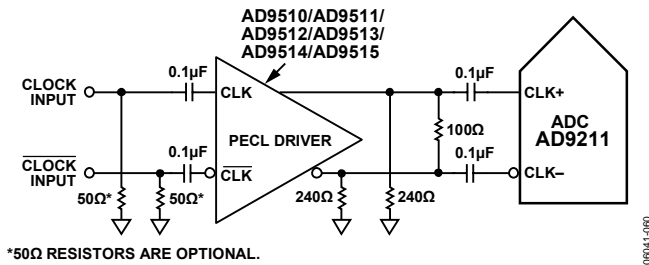 AD9510/AD9511/
AD9512/AD9513/
AD9514/AD9515
0.1µF
0.1µF
CLOCK
INPUT
CLK
CLK+
ADC
AD9211
100Ω
PECL DRIVER
CLOCK
INPUT
0.1µF
0.1µF
CLK
CLK–
50Ω*
50Ω*
240Ω
240Ω
*50Ω RESISTORS ARE OPTIONAL.
06041-060